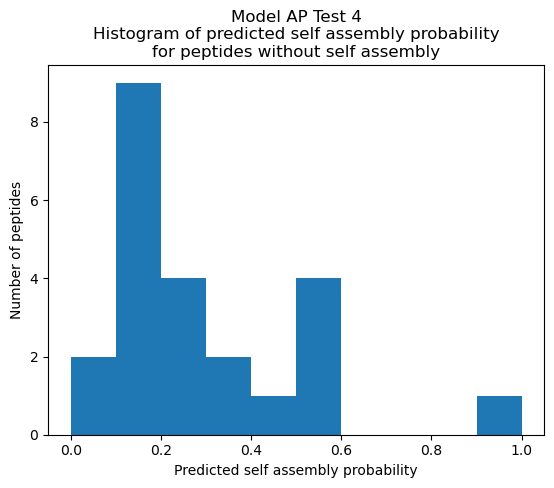 Model AP Test 4
Histogram of predicted self assembly probability
for peptides without self assembly
Number of peptides
8
6
4
2
0
0.0 0.2 0.4 0.6 0.8 1.0
Predicted self assembly probability